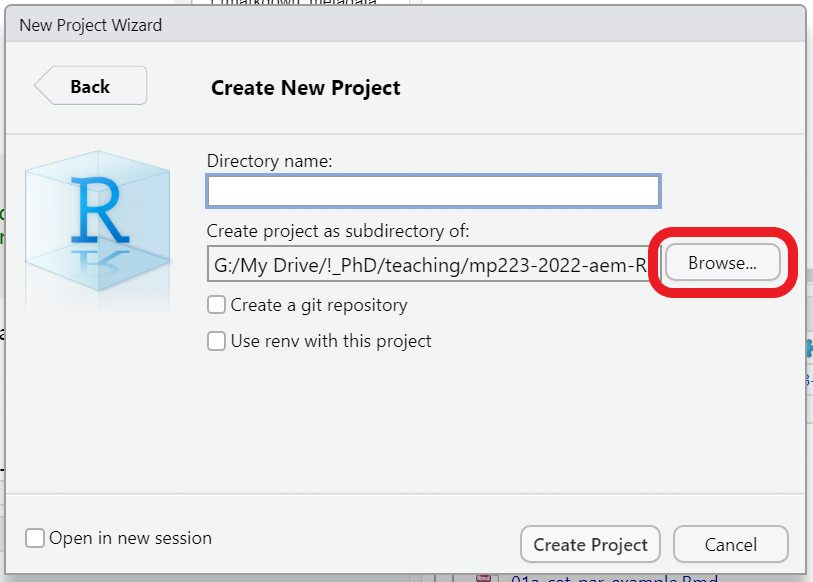 New Project Wizard
Back
Create New Project
R
Directory name:
Create project as subdirectory of:
G:/My Drive/!_PhD/teaching/mp223-2022-aem-R
Browse...
Create a git repository
Use renv with this project
Open in new session
Create Project
Cancel